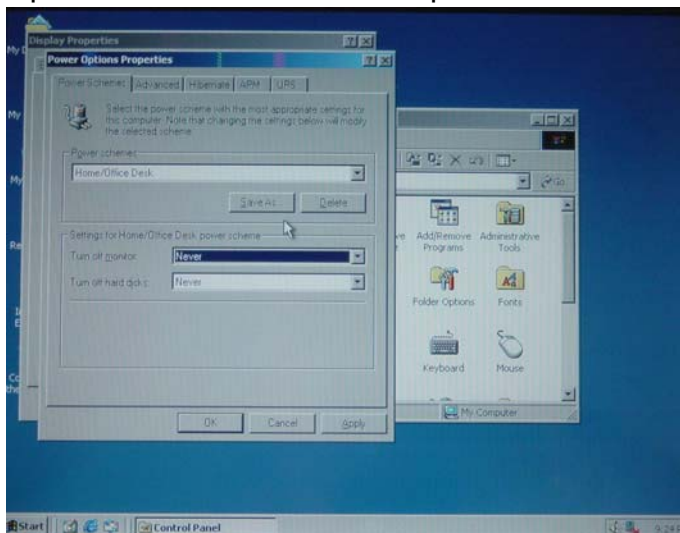 Display Properties
Power Options Properties
Power Schemes
Advanced
Hibernate
APM
UPS
Select the power scheme with the most appropriate settings for
this computer. Note that changing the settings below will modify
the selected scheme.
Power schemes
Home/Office Desk
Save As...
Delete
Settings for Home/Office Desk power scheme
Turn off monitor:
Never
Turn off hard disks:
Never
OK
Cancel
Apply
Go
Add/Remove
Programs
Administrative
Tools
Folder Options
Fonts
Keyboard
Mouse
My Computer
My
My
Start
Control Panel